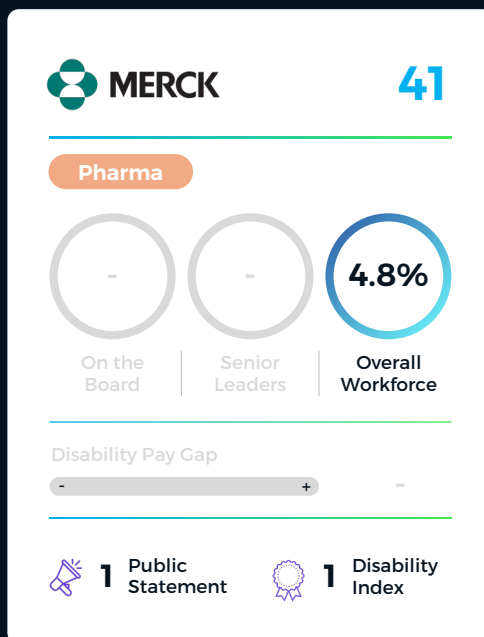 MERCK
41
Pharma
-
-
4.8%
On the
Board
Senior
Leaders
Overall
Workforce
Disability Pay Gap
- +
-
1 Public
Statement
1 Disability
Index